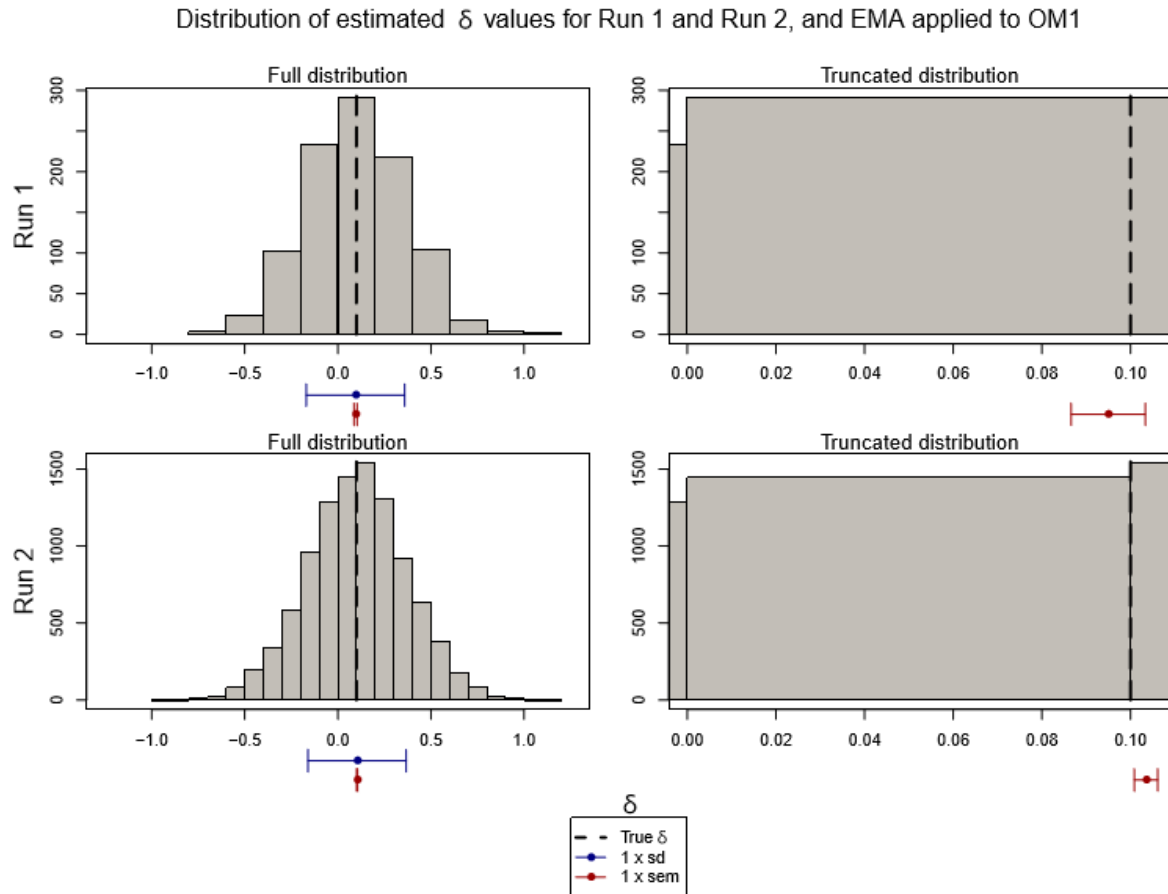 Distribution of estimated δ values for Run 1 and Run 2, and EMA applied to OM1
Full distribution
Truncated distribution
Run 1
300
200
100
50
0
300
200
100
50
0
-1.0 -0.5 0.0 0.5 1.0
0.00 0.02 0.04 0.06 0.08 0.10
Full distribution
Truncated distribution
Run 2
1500
1000
500
0
1500
1000
500
0
-1.0 -0.5 0.0 0.5 1.0
0.00 0.02 0.04 0.06 0.08 0.10
δ
True δ
1 x sd
1 x sem